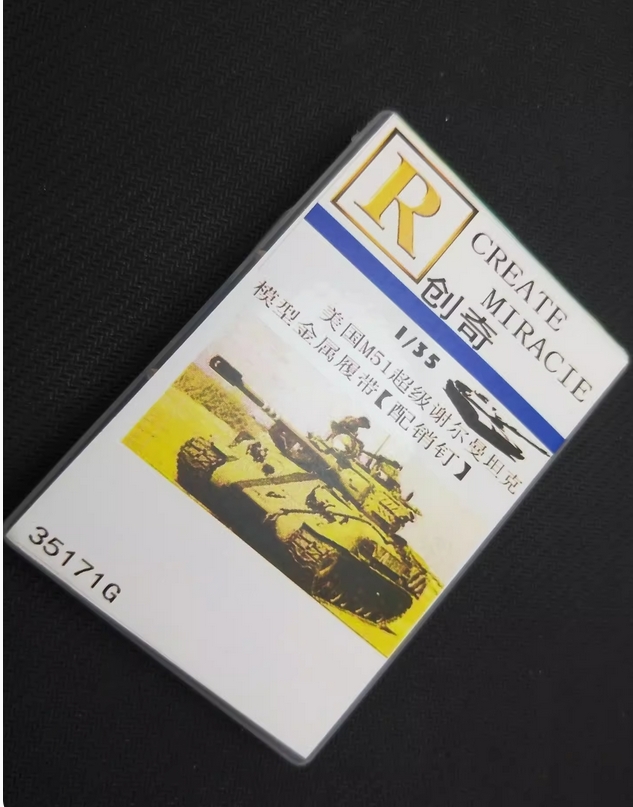 R
CREATE
MIRACIE
创奇
1/35
美国M51超级谢尔曼坦克
模型金属履带【配销钉】
35171G